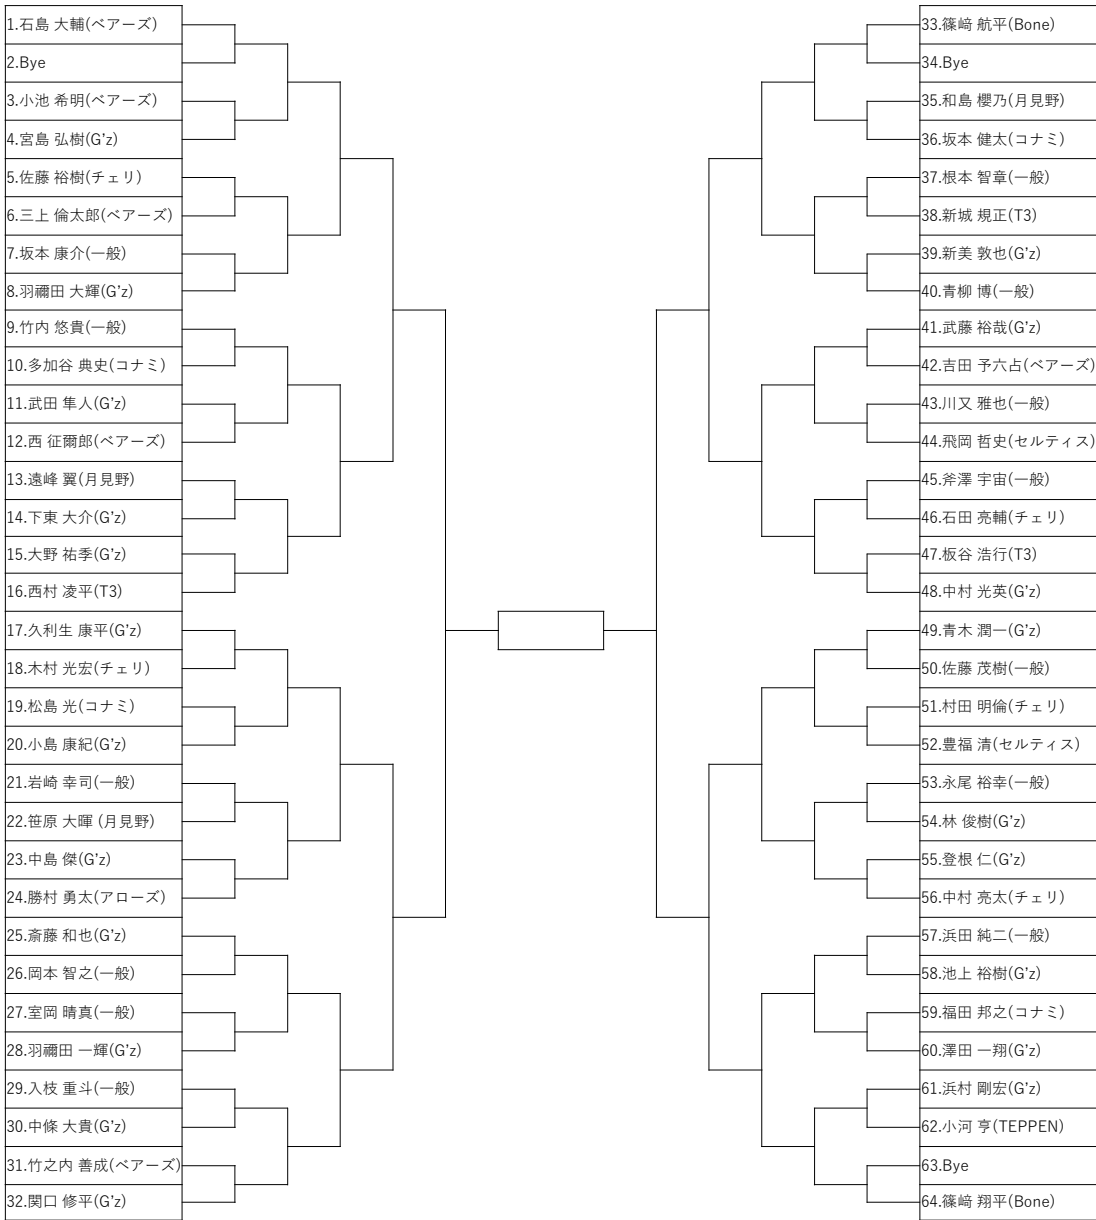 1.石島 大輔(ベアーズ)
2.Bye
3.小池 希明(ベアーズ)
4.宮島 弘樹(G'z)
5.佐藤 裕樹(チェリ)
6.三上 倫太郎(ベアーズ)
7.坂本 康介(一般)
8.羽禰田 大輝(G'z)
9.竹内 悠貴(一般)
10.多加谷 典史(コナミ)
11.武田 隼人(G'z)
12.西 征爾郎(ベアーズ)
13.遠峰 翼(月見野)
14.下東 大介(G'z)
15.大野 祐季(G'z)
16.西村 凌平(T3)
17.久利生 康平(G'z)
18.木村 光宏(チェリ)
19.松島 光(コナミ)
20.小島 康紀(G'z)
21.岩崎 幸司(一般)
22.笹原 大暉 (月見野)
23.中島 傑(G'z)
24.勝村 勇太(アローズ)
25.斎藤 和也(G'z)
26.岡本 智之(一般)
27.室岡 晴真(一般)
28.羽禰田 一輝(G'z)
29.入枝 重斗(一般)
30.中條 大貴(G'z)
31.竹之内 善成(ベアーズ)
32.関口 修平(G'z)
33.篠﨑 航平(Bone)
34.Bye
35.和島 櫻乃(月見野)
36.坂本 健太(コナミ)
37.根本 智章(一般)
38.新城 規正(T3)
39.新美 敦也(G'z)
40.青柳 博(一般)
41.武藤 裕哉(G'z)
42.吉田 予六占(ベアーズ)
43.川又 雅也(一般)
44.飛岡 哲史(セルティス)
45.斧澤 宇宙(一般)
46.石田 亮輔(チェリ)
47.板谷 浩行(T3)
48.中村 光英(G'z)
49.青木 潤一(G'z)
50.佐藤 茂樹(一般)
51.村田 明倫(チェリ)
52.豊福 清(セルティス)
53.永尾 裕幸(一般)
54.林 俊樹(G'z)
55.登根 仁(G'z)
56.中村 亮太(チェリ)
57.浜田 純二(一般)
58.池上 裕樹(G'z)
59.福田 邦之(コナミ)
60.澤田 一翔(G'z)
61.浜村 剛宏(G'z)
62.小河 亨(TEPPEN)
63.Bye
64.篠﨑 翔平(Bone)